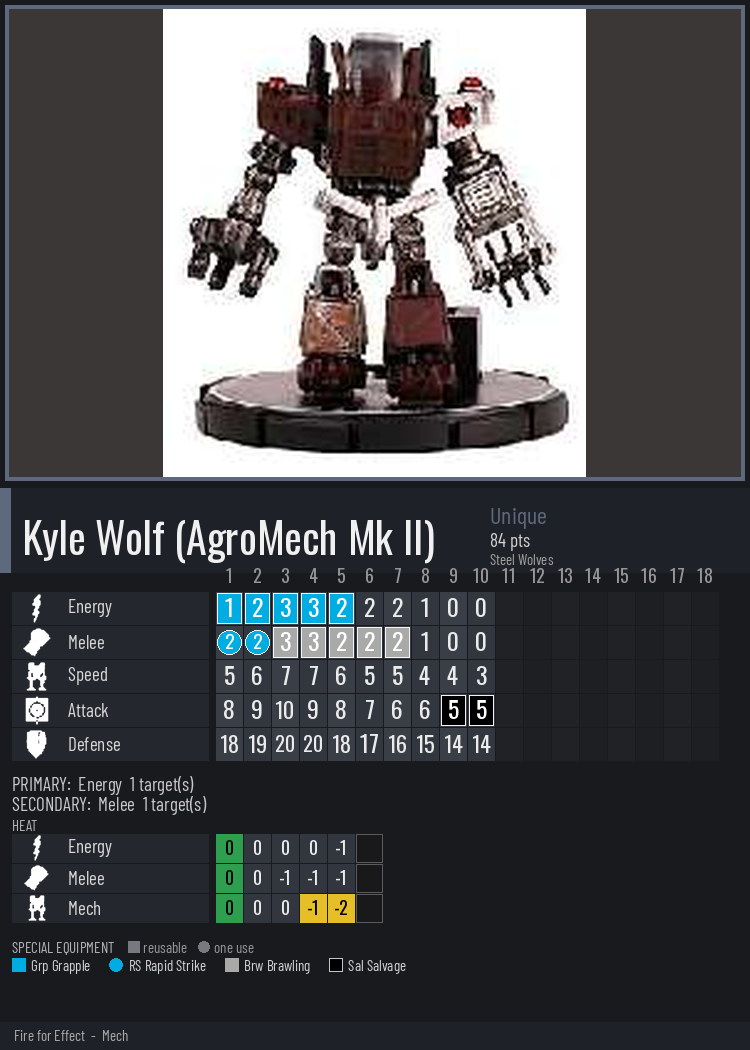 Kyle Wolf (AgroMech Mk II)
Unique
84 pts
Steel Wolves
1 2 3 4 5 6 7 8 9 10 11 12 13 14 15 16 17 18
Energy 1 2 3 3 2 2 2 1 0 0
Melee 2 2 3 3 2 2 2 1 0 0
Speed 5 6 7 7 6 5 5 4 4 3
Attack 8 9 10 9 8 7 6 6 5 5
Defense 18 19 20 20 18 17 16 15 14 14
PRIMARY: Energy 1 target(s)
SECONDARY: Melee 1 target(s)
HEAT
Energy 0 0 0 0 -1
Melee 0 0 -1 -1 -1
Mech 0 0 0 -1 -2
SPECIAL EQUIPMENT reusable one use
Grp Grapple RS Rapid Strike Brw Brawling Sal Salvage
Fire for Effect - Mech